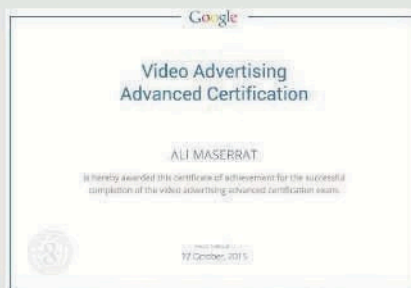 Google
Video Advertising
Advanced Certification
ALI MASERRAT
is hereby awarded this certificate of achievement for the successful
completion of the video advertising advanced certification exam.
October, 2015